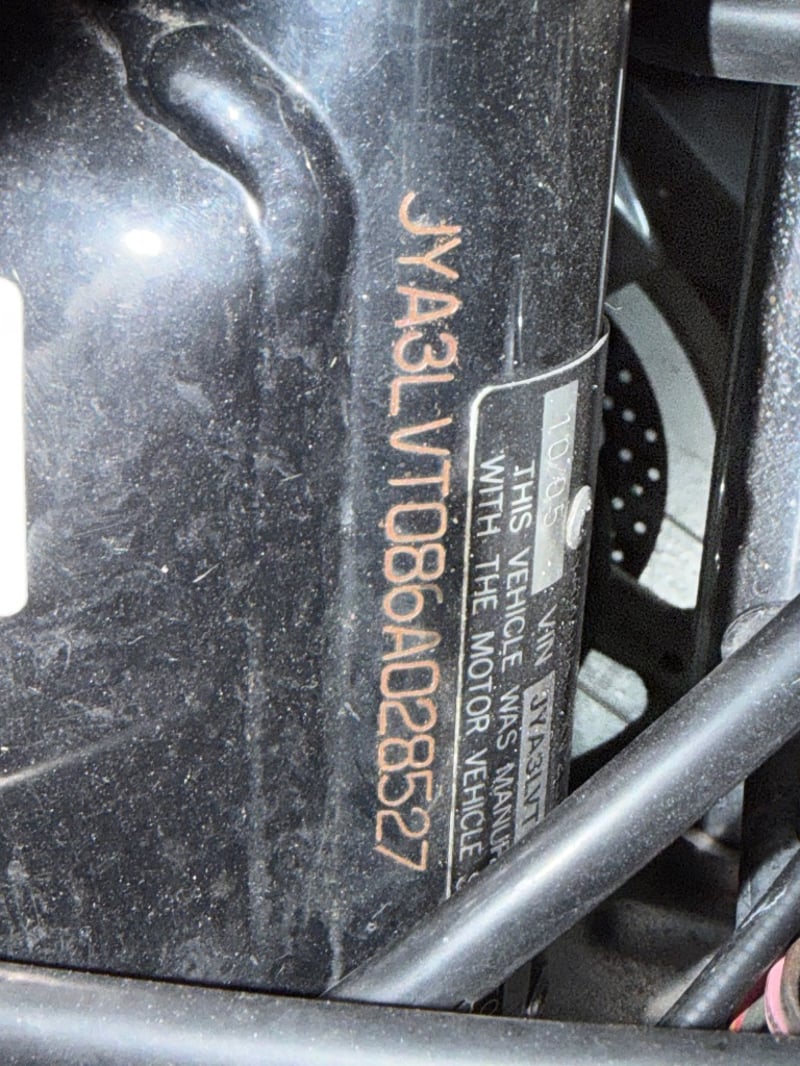 10/05 VIN JYA3LVT
THIS VEHICLE WAS MANUF
WITH THE MOTOR VEHICLE
JYA3LVT086A028527